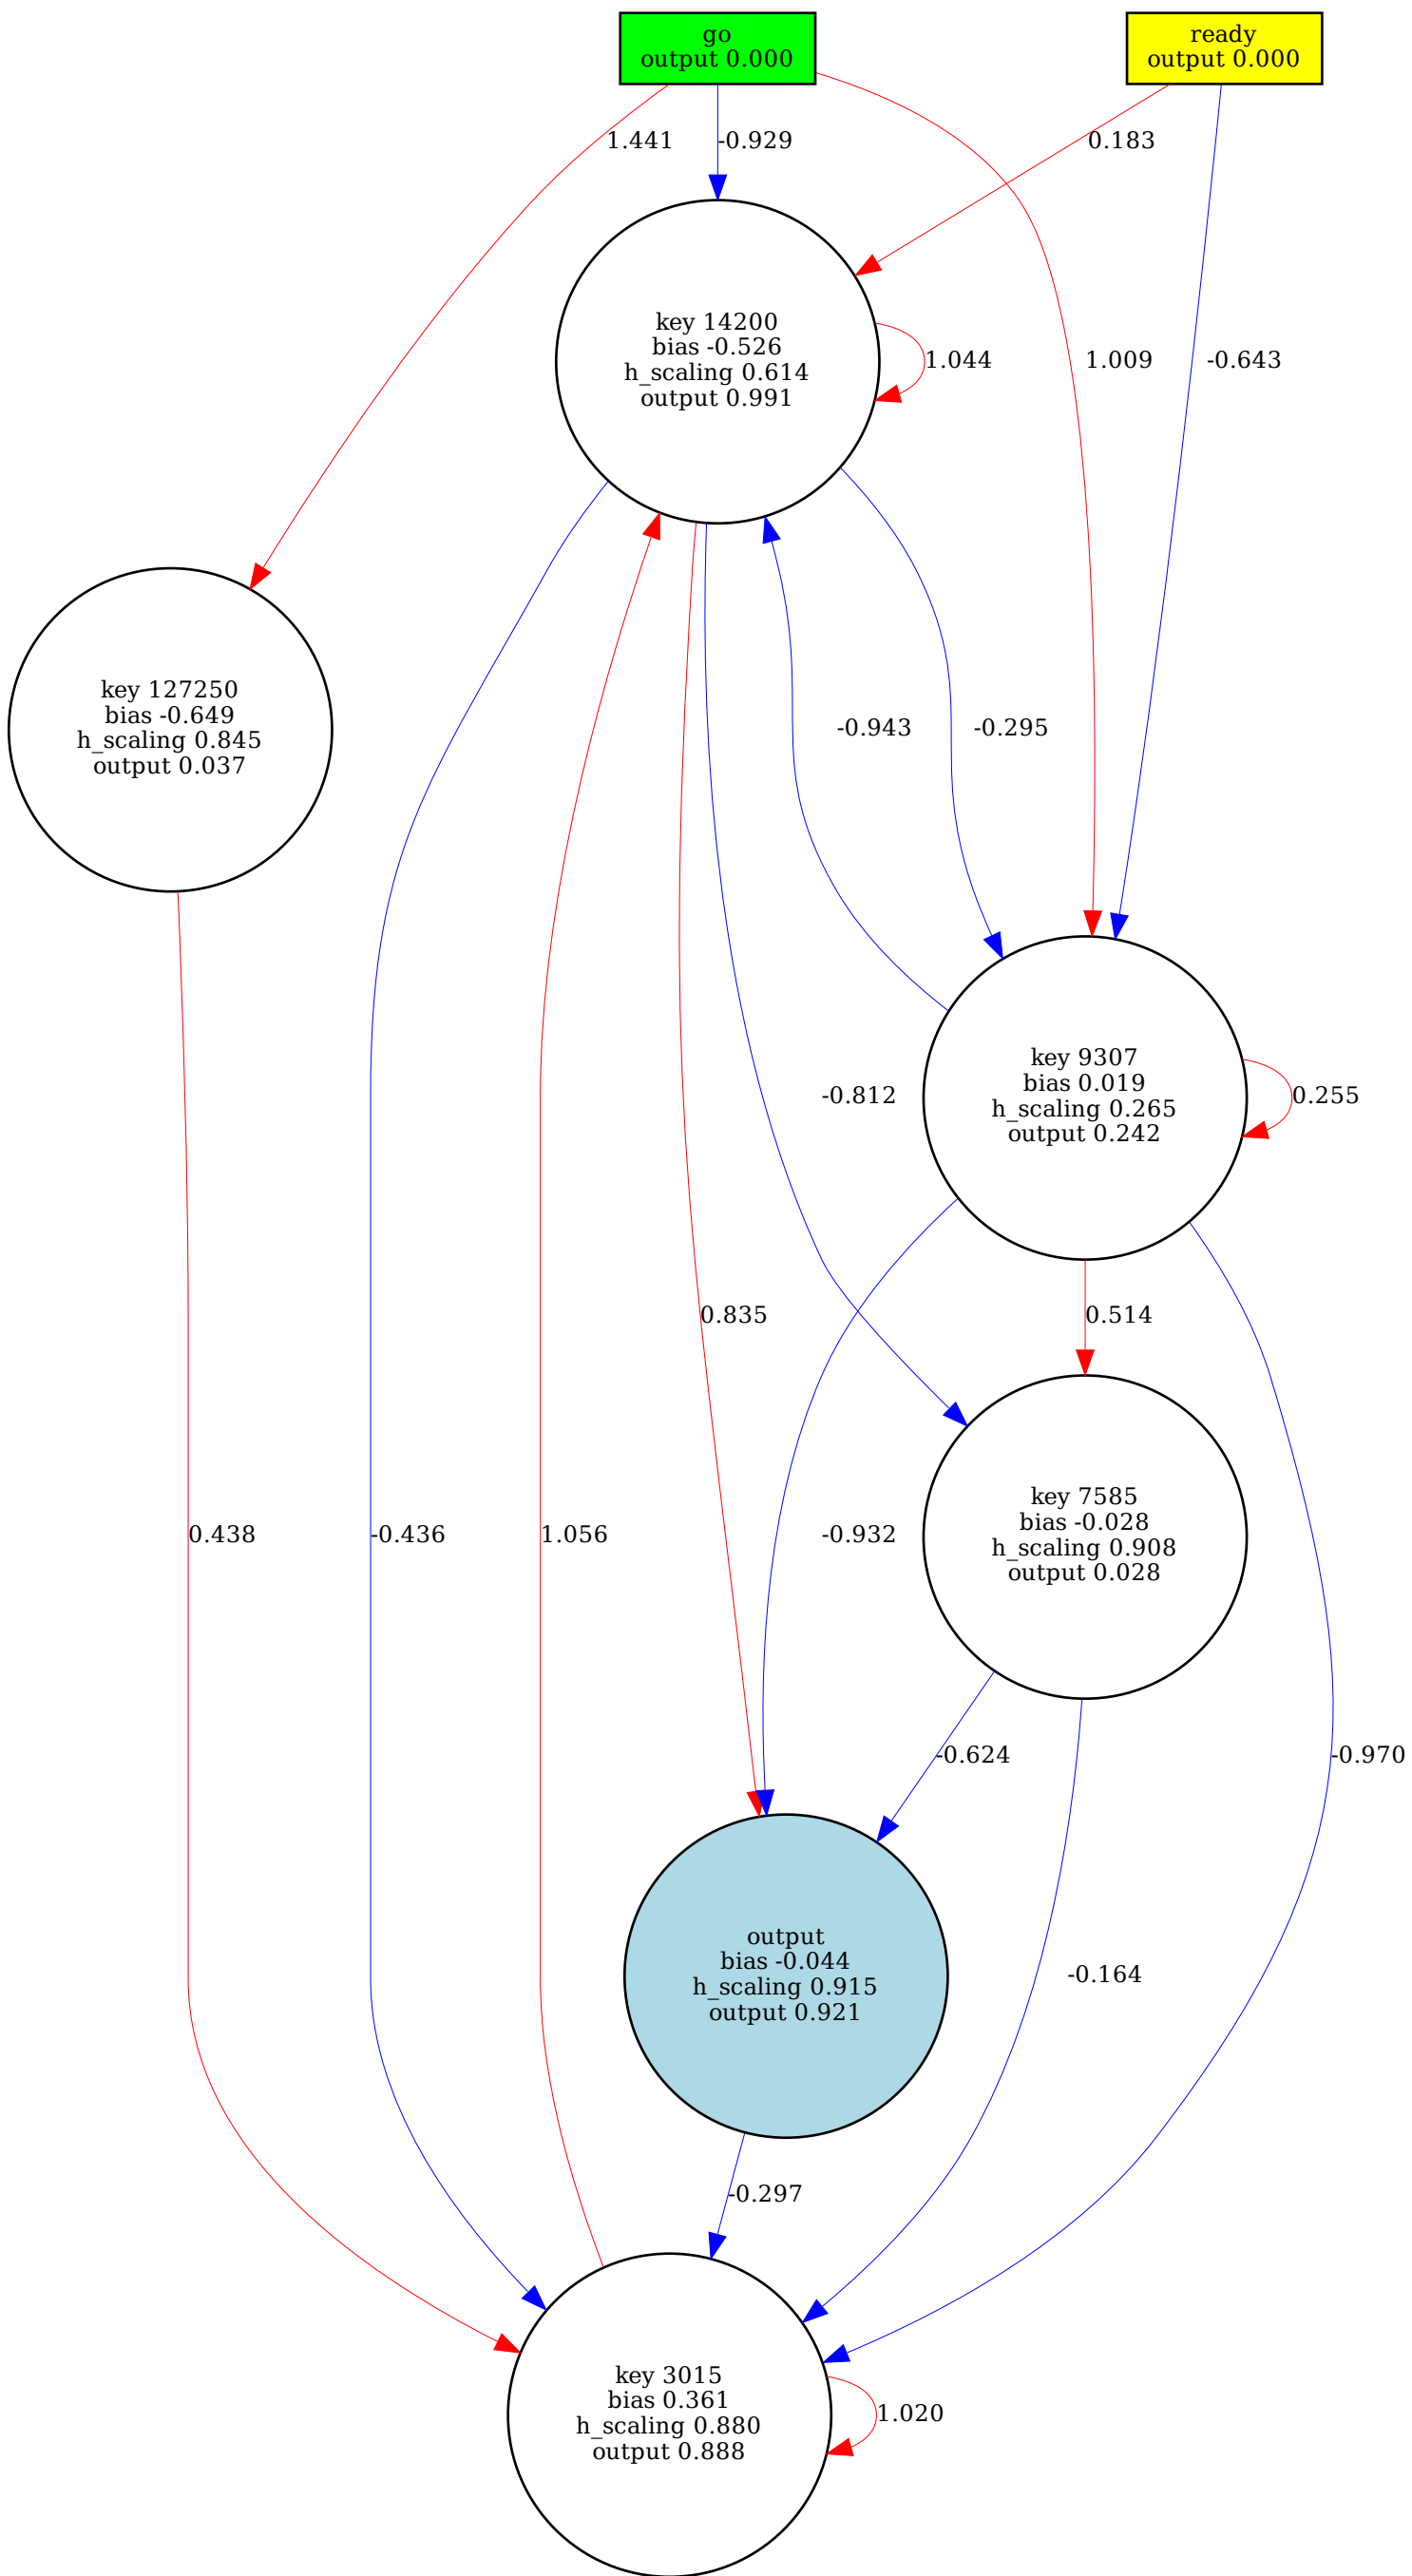 go
output 0.000
ready
output 0.000
1.441
-0.929
0.183
key 14200
bias -0.526
h_scaling 0.614
output 0.991
1.044
1.009
-0.643
key 127250
bias -0.649
h_scaling 0.845
output 0.037
-0.943
-0.295
key 9307
bias 0.019
h_scaling 0.265
output 0.242
-0.812
0.255
0.835
0.514
key 7585
bias -0.028
h_scaling 0.908
output 0.028
0.438
-0.436
1.056
-0.932
-0.624
-0.970
output
bias -0.044
h_scaling 0.915
output 0.921
-0.164
-0.297
key 3015
bias 0.361
h_scaling 0.880
output 0.888
1.020